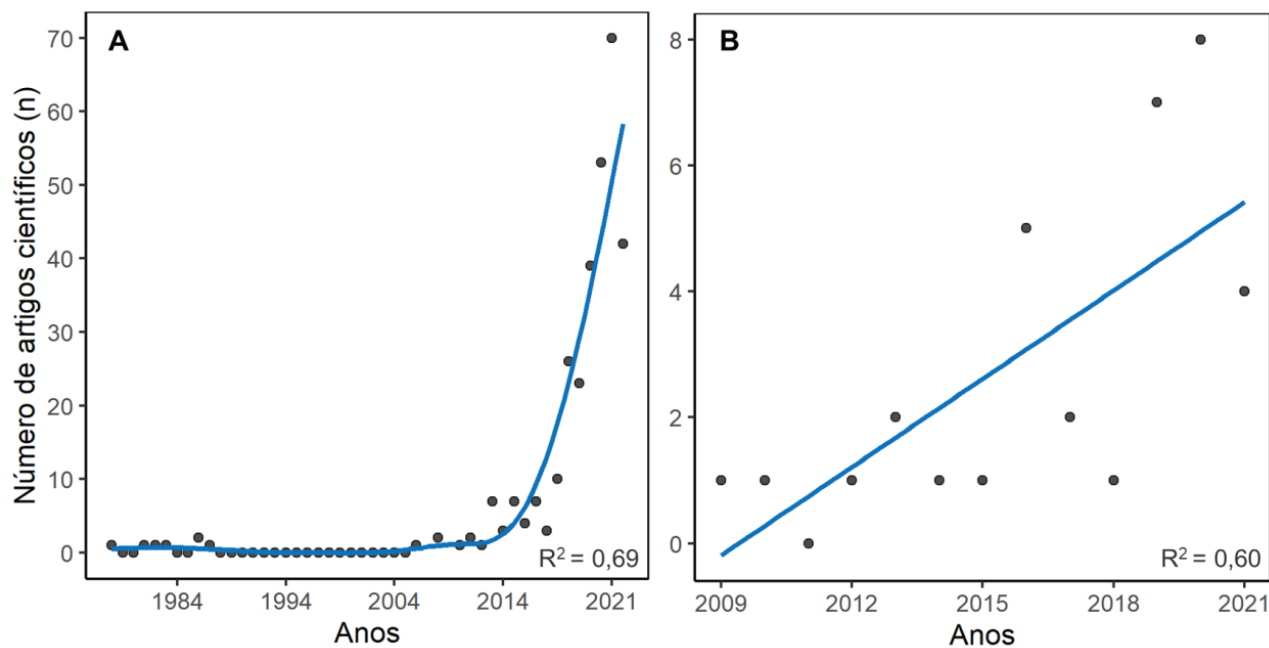 A
Número de artigos científicos (n)
70
60
50
40
30
20
10
0
R² = 0,69
1984 1994 2004 2014 2021
Anos
B
8
6
4
2
0
R² = 0,60
2009 2012 2015 2018 2021
Anos